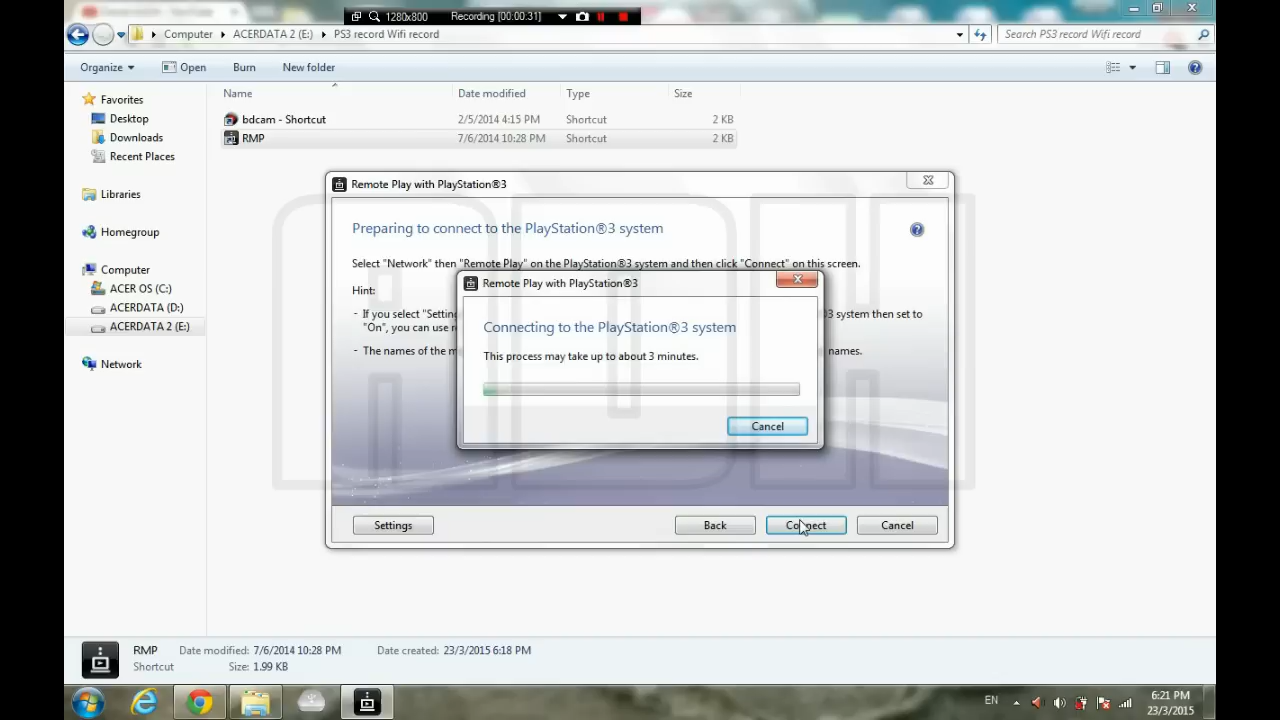 1280x800 Recording [00:00:31]
Computer ACERDATA 2 (E:) PS3 record Wifi record
Search PS3 record Wifi record
Organize Open Burn New folder
Name Date modified Type Size
bdcam - Shortcut 2/5/2014 4:15 PM Shortcut 2 KB
RMP 7/6/2014 10:28 PM Shortcut 2 KB
Favorites
Desktop
Downloads
Recent Places
Libraries
Homegroup
Computer
ACER OS (C:)
ACERDATA (D:)
ACERDATA 2 (E:)
Network
Remote Play with PlayStation®3
Preparing to connect to the PlayStation®3 system
Select "Network" then "Remote Play" on the PlayStation®3 system and then click "Connect" on this screen.
Hint:
- If you select "Setting 3 system then set to
"On", you can use r
- The names of the m names.
Remote Play with PlayStation®3
Connecting to the PlayStation®3 system
This process may take up to about 3 minutes.
Cancel
Settings Back Connect Cancel
RMP Date modified: 7/6/2014 10:28 PM Date created: 23/3/2015 6:18 PM
Shortcut Size: 1.99 KB
EN 6:21 PM
23/3/2015